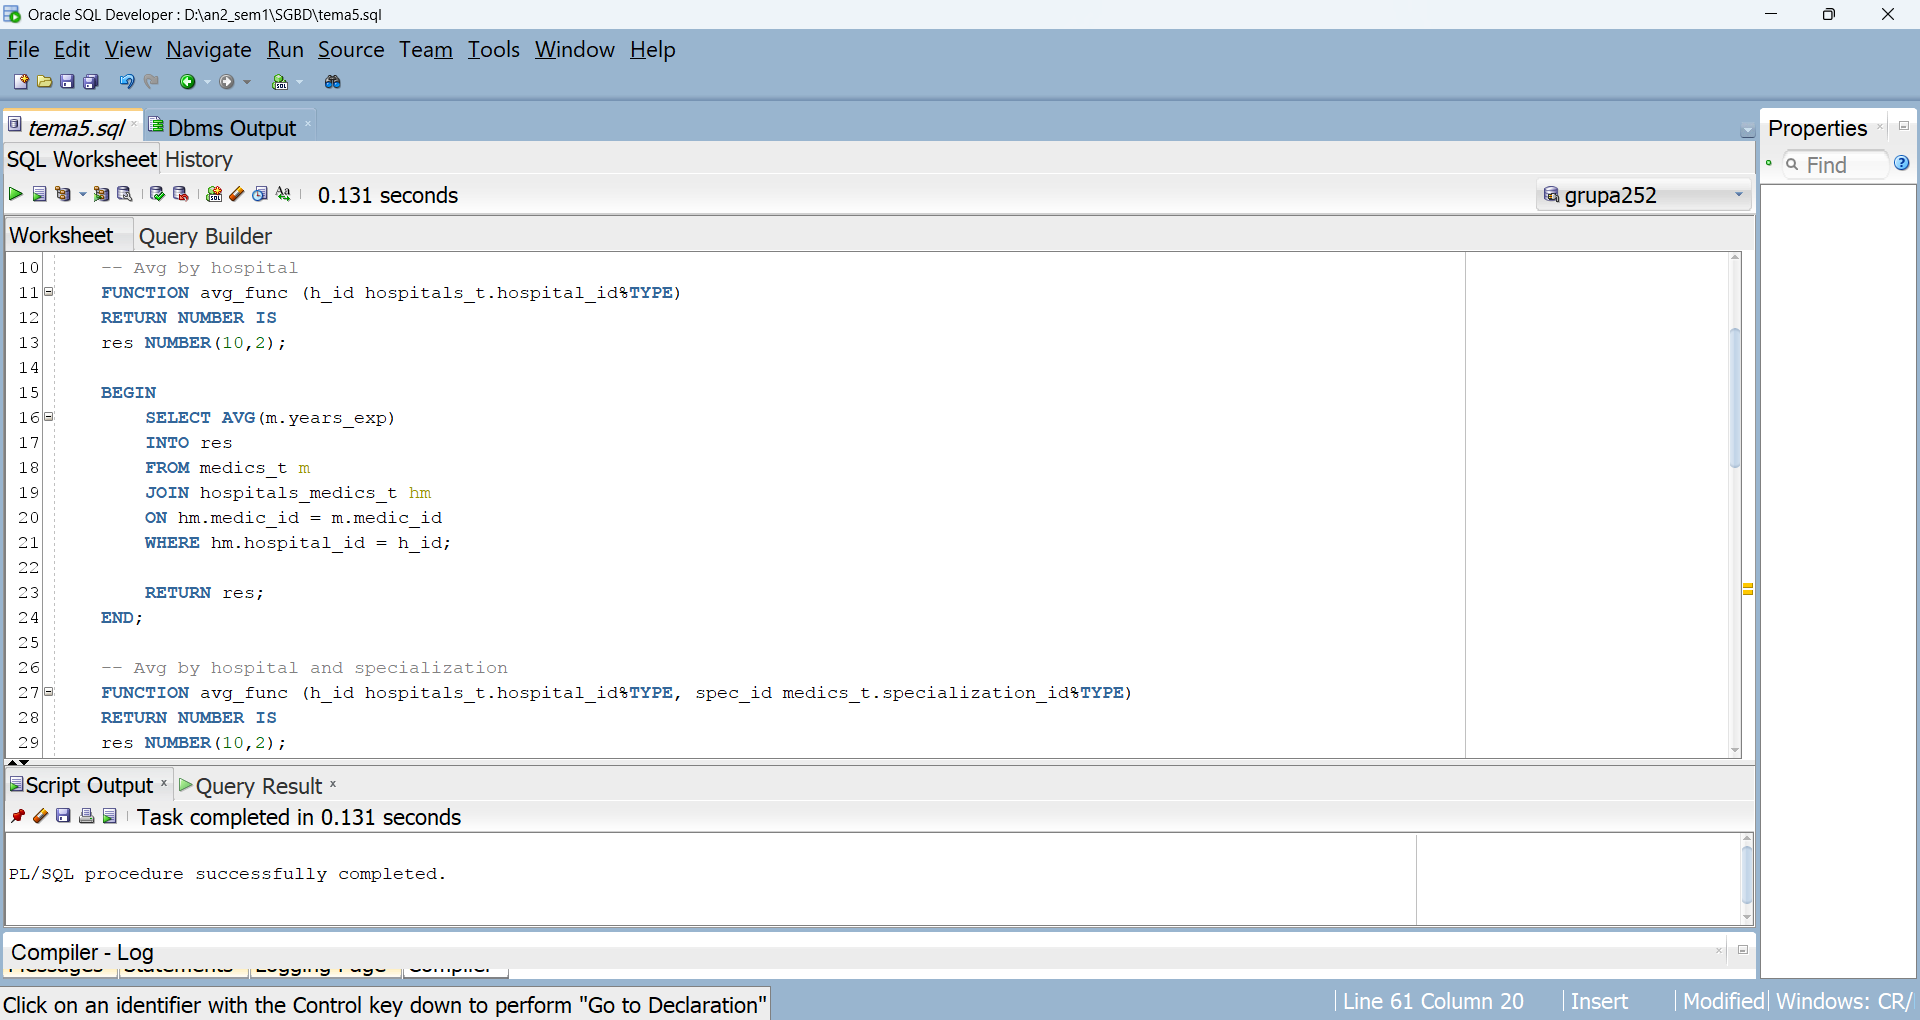 Oracle SQL Developer : D:\an2_sem1\SGBD\tema5.sql
File Edit View Navigate Run Source Team Tools Window Help
tema5.sql Dbms Output Properties
SQL Worksheet History
Find
0.131 seconds grupa252
Worksheet Query Builder
10 -- Avg by hospital
11 FUNCTION avg_func (h_id hospitals_t.hospital_id%TYPE)
12 RETURN NUMBER IS
13 res NUMBER(10,2);
14
15 BEGIN
16 SELECT AVG(m.years_exp)
17 INTO res
18 FROM medics_t m
19 JOIN hospitals_medics_t hm
20 ON hm.medic_id = m.medic_id
21 WHERE hm.hospital_id = h_id;
22
23 RETURN res;
24 END;
25
26 -- Avg by hospital and specialization
27 FUNCTION avg_func (h_id hospitals_t.hospital_id%TYPE, spec_id medics_t.specialization_id%TYPE)
28 RETURN NUMBER IS
29 res NUMBER(10,2);
Script Output Query Result
Task completed in 0.131 seconds
PL/SQL procedure successfully completed.
Compiler - Log
Messages Statements Logging Page Compiler
Click on an identifier with the Control key down to perform "Go to Declaration" Line 61 Column 20 Insert Modified Windows: CR/